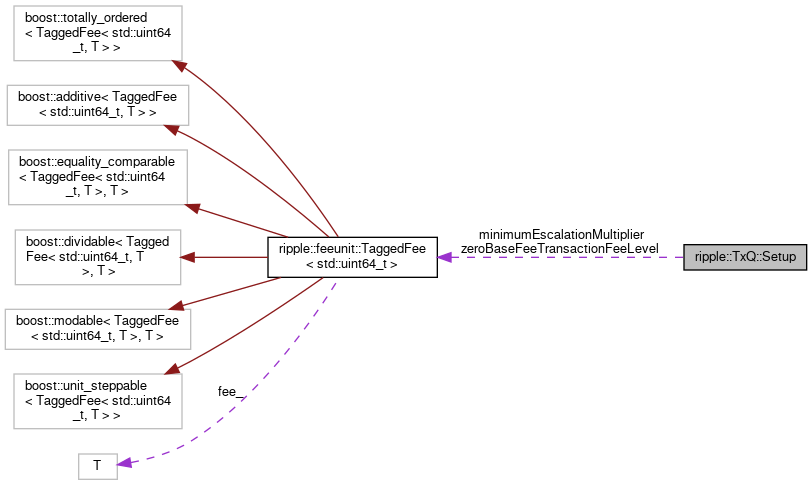 boost::totally_ordered
< TaggedFee< std::uint64
_t, T > >
boost::additive< TaggedFee
< std::uint64_t, T > >
boost::equality_comparable
< TaggedFee< std::uint64
_t, T >, T >
boost::dividable< Tagged
Fee< std::uint64_t, T
>, T >
boost::modable< TaggedFee
< std::uint64_t, T >, T >
boost::unit_steppable
< TaggedFee< std::uint64
_t, T > >
T
ripple::feeunit::TaggedFee
< std::uint64_t >
fee_
minimumEscalationMultiplier
zeroBaseFeeTransactionFeeLevel
ripple::TxQ::Setup